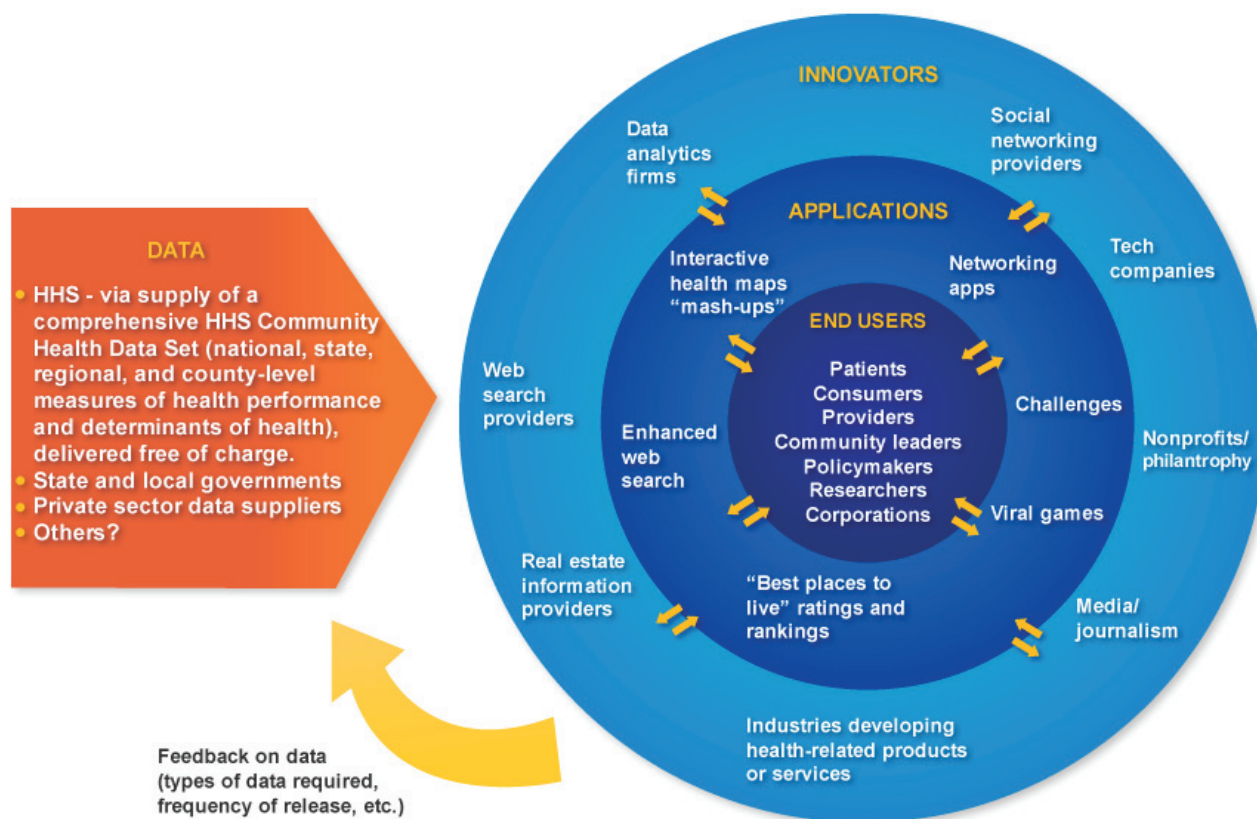 DATA
• HHS - via supply of a
comprehensive HHS Community
Health Data Set (national, state,
regional, and county-level
measures of health performance
and determinants of health),
delivered free of charge.
• State and local governments
• Private sector data suppliers
• Others?
Feedback on data
(types of data required,
frequency of release, etc.)
INNOVATORS
Data
analytics
firms
Social
networking
providers
Tech
companies
Web
search
providers
Nonprofits/
philantrophy
Real estate
information
providers
Media/
journalism
Industries developing
health-related products
or services
APPLICATIONS
Interactive
health maps
“mash-ups”
Networking
apps
Enhanced
web
search
Challenges
Viral games
“Best places to
live” ratings and
rankings
END USERS
Patients
Consumers
Providers
Community leaders
Policymakers
Researchers
Corporations